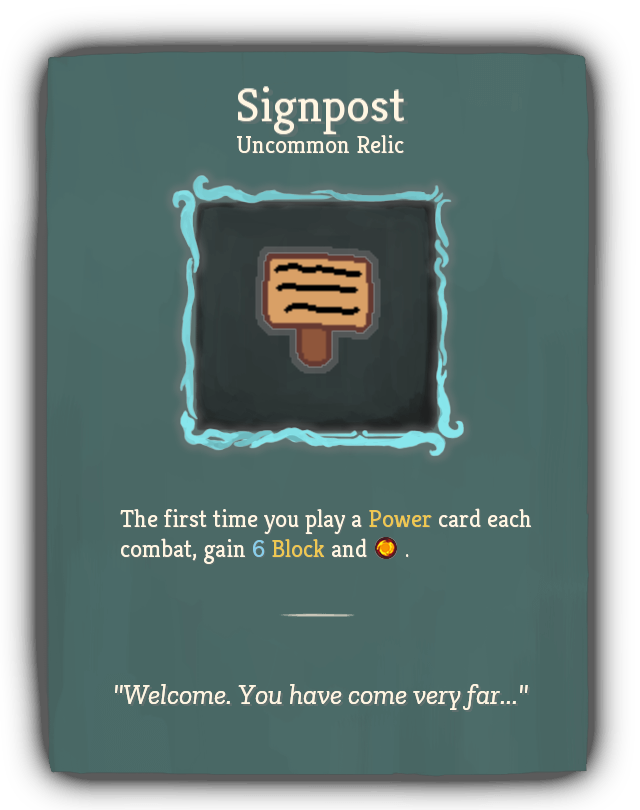 Signpost
Uncommon Relic
The first time you play a Power card each
combat, gain 6 Block and .
"Welcome. You have come very far..."